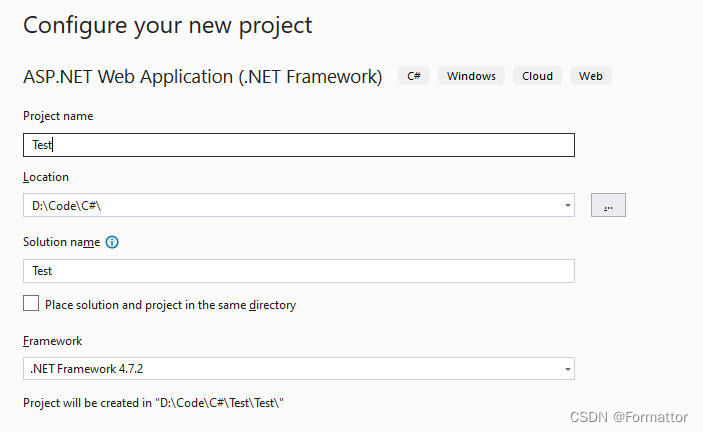 Configure your new project
ASP.NET Web Application (.NET Framework) C# Windows Cloud Web
Project name
Test
Location
D:\Code\C#\
...
Solution name
Test
Place solution and project in the same directory
Framework
.NET Framework 4.7.2
Project will be created in "D:\Code\C#\Test\Test\"
CSDN @Formattor